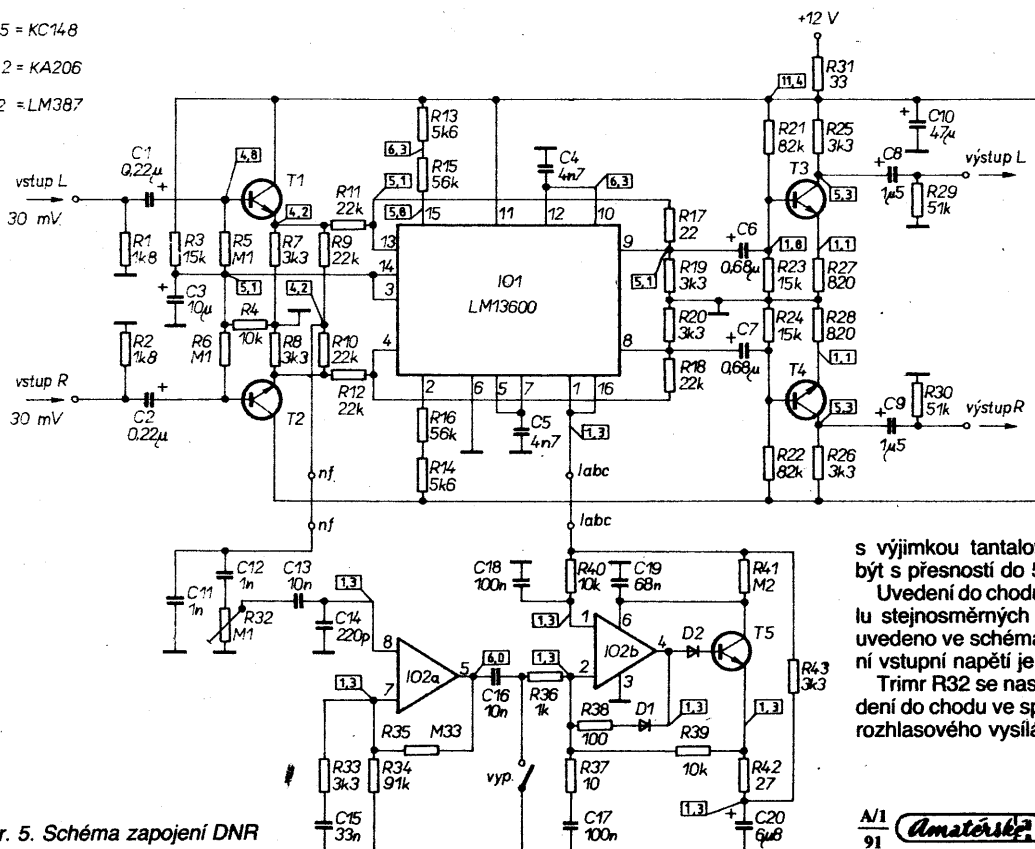 5 = KC148
2 = KA206
2 = LM387
+12 V
R31
33
11,4
R13
5k6
6,3
R15
56k
C4
4n7
6,3
R21
82k
R25
3k3
+ C10
47µ
C8
+
1µ5
výstup L
R29
51k
C1
0,22µ
+
4,8
vstup L
30 mV
T1
4,2
R11
22k
5,1
5,8
15
11
12
10
R17
22
T3
5,3
R1
1k8
R3
15k
R5
M1
R7
3k3
R9
22k
13
14
3
IO1
LM13600
9
5,1
C6
+
0,68µ
1,8
1,1
R19
3k3
R23
15k
R27
820
C3
10µ
+
5,1
4,2
R4
10k
R2
1k8
R6
M1
R8
3k3
R10
22k
R12
22k
4
8
R20
3k3
R18
22k
C7
+
0,68µ
R24
15k
R28
820
1,1
vstup R
30 mV
C2
0,22µ
+
T2
2
6
5
7
1
16
T4
5,3
C9
+
1µ5
R30
51k
výstup R
R16
56k
C5
4n7
1,3
R14
5k6
R22
82k
R26
3k3
nf
Iabc
nf
Iabc
C11
1n
C12
1n
C13
10n
R32
M1
C14
220p
1,3
8
7
1,3
IO2a
5
6,0
C16
10n
1,3
R36
1k
C18
100n
R40
10k
C19
68n
R41
M2
1,3
1
2
6
3
4
IO2b
D2
T5
R43
3k3
R38
100
D1
1,3
1,3
R39
10k
R35
M33
R33
3k3
R34
91k
vyp.
R37
10
R42
27
1,3
C15
33n
C17
100n
+
C20
6µ8
s výjimkou tantalo
být s přesností do 5
Uvedení do chodu
lu stejnosměrných
uvedeno ve schéma
ní vstupní napětí je
Trimr R32 se nas
dení do chodu ve sp
rozhlasového vysílá
r. 5. Schéma zapojení DNR
A/1
91
Amatérské